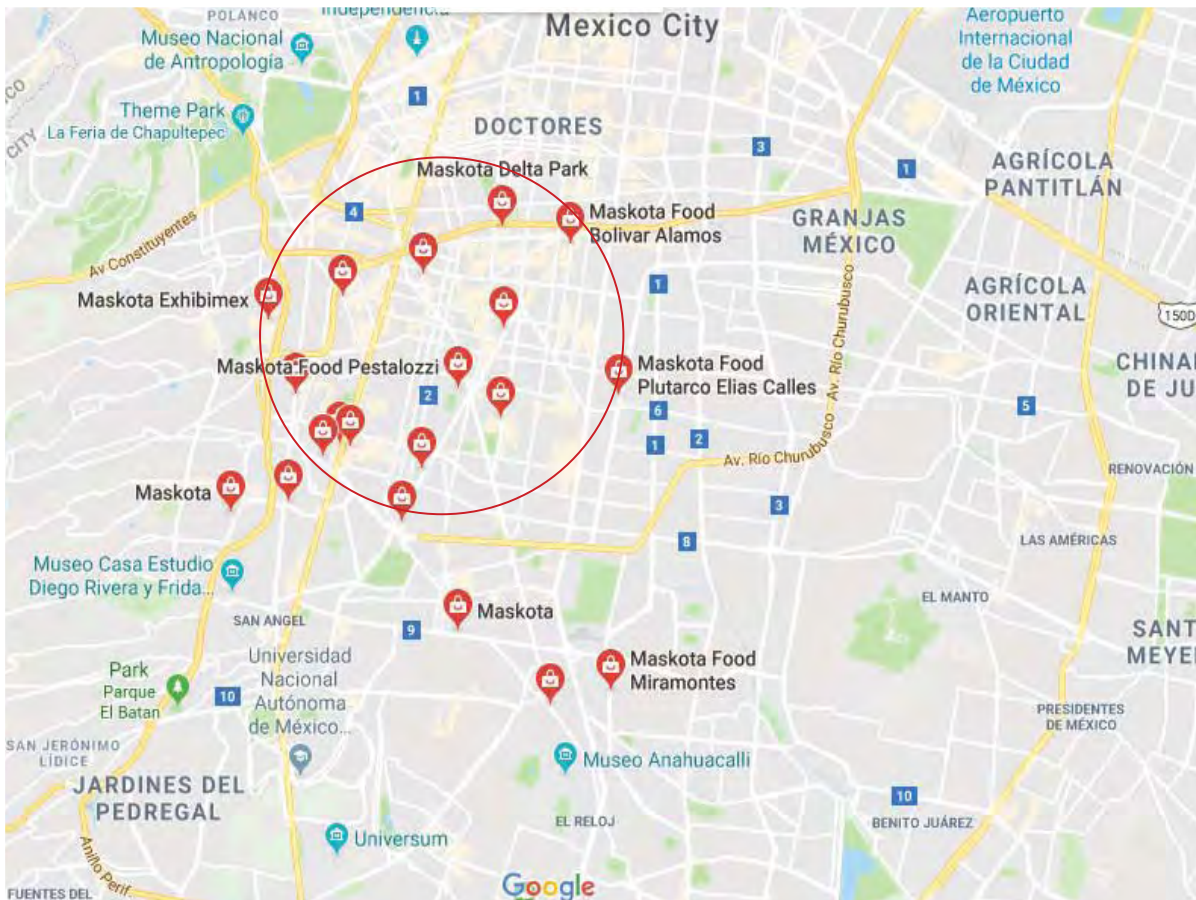 POLANCO
Independencia
Mexico City
Aeropuerto
Internacional
de la Ciudad
de México
Museo Nacional
de Antropología
CO
CITY
Theme Park
La Feria de Chapultepec
1
DOCTORES
3
1
AGRÍCOLA
PANTITLÁN
Maskota Delta Park
4
Maskota Food
Bolivar Alamos
GRANJAS
MÉXICO
Av Constituyentes
Maskota Exhibimex
1
AGRÍCOLA
ORIENTAL
150D
Av. Río Churubusco
Maskota Food Pestalozzi
Maskota Food
Plutarco Elias Calles
CHINA
DE JU
2
6
5
1
2
Av. Río Churubusco
RENOVACIÓN
Maskota
3
8
LAS AMÉRICAS
Museo Casa Estudio
Diego Rivera y Frida...
EL MANTO
SAN ANGEL
9
Maskota
SANT
MEYE
Universidad
Nacional
Autónoma
de México...
Maskota Food
Miramontes
Park
Parque
El Batan
10
PRESIDENTES
DE MÉXICO
SAN JERÓNIMO
LÍDICE
Museo Anahuacalli
JARDINES DEL
PEDREGAL
10
EL RELOJ
BENITO JUÁREZ
Universum
Anillo Perif.
Google
FUENTES DEL